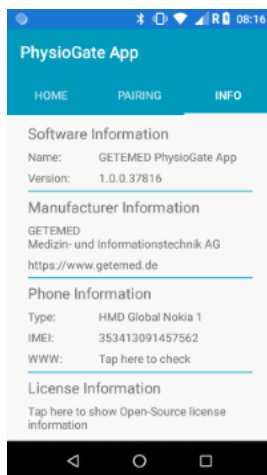 R 08:16
PhysioGate App
HOME PAIRING INFO
Software Information
Name: GETEMED PhysioGate App
Version: 1.0.0.37816
Manufacturer Information
GETEMED
Medizin- und Informationstechnik AG
https://www.getemed.de
Phone Information
Type: HMD Global Nokia 1
IMEI: 353413091457562
WWW: Tap here to check
License Information
Tap here to show Open-Source license
information